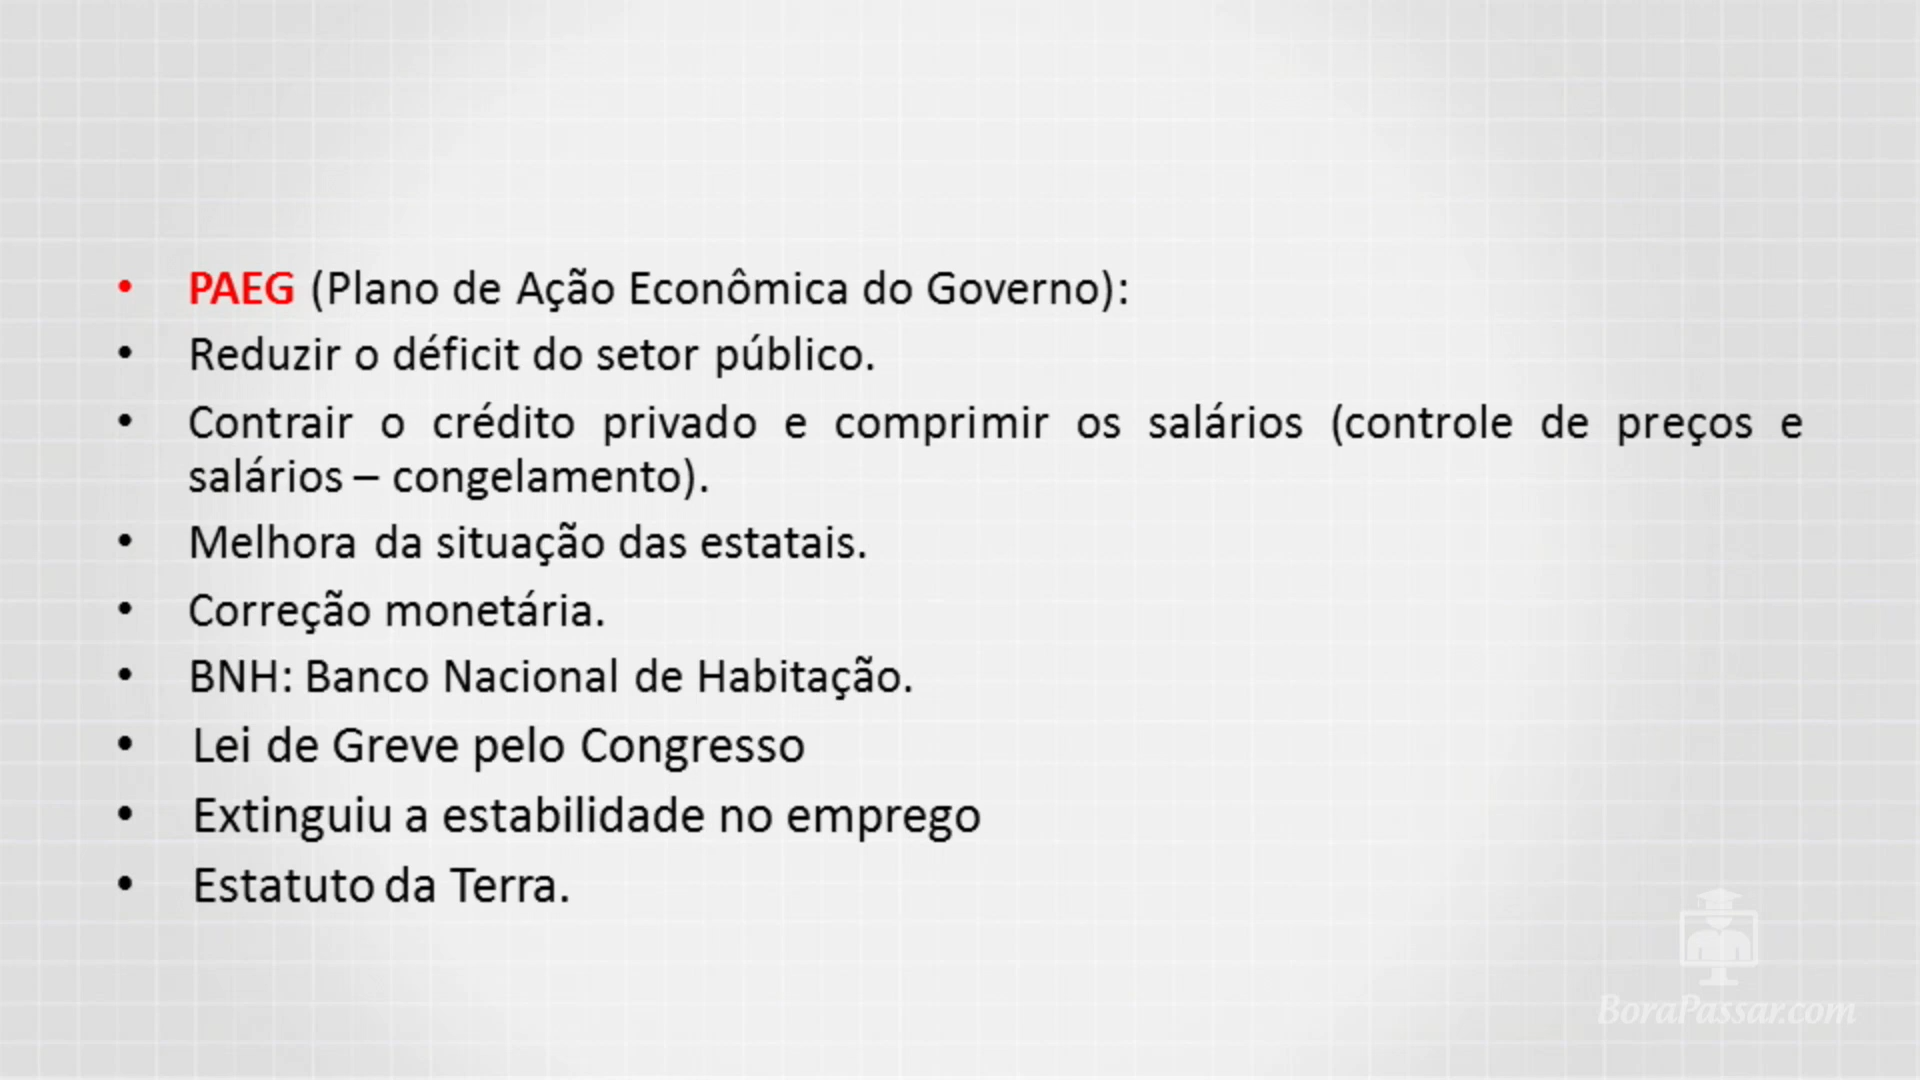 • PAEG (Plano de Ação Econômica do Governo):
• Reduzir o déficit do setor público.
• Contrair o crédito privado e comprimir os salários (controle de preços e
salários – congelamento).
• Melhora da situação das estatais.
• Correção monetária.
• BNH: Banco Nacional de Habitação.
• Lei de Greve pelo Congresso
• Extinguiu a estabilidade no emprego
• Estatuto da Terra.
BoraPassar.com